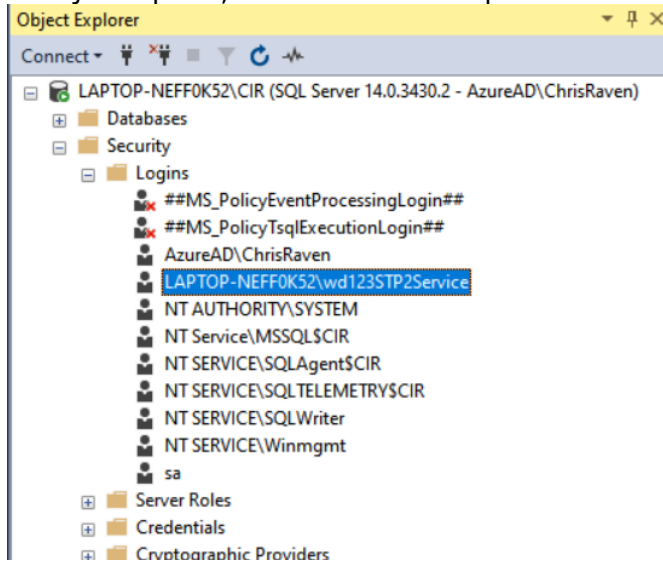 Object Explorer
Connect
LAPTOP-NEFF0K52\CIR (SQL Server 14.0.3430.2 - AzureAD\ChrisRaven)
Databases
Security
Logins
##MS_PolicyEventProcessingLogin##
##MS_PolicyTsqlExecutionLogin##
AzureAD\ChrisRaven
LAPTOP-NEFF0K52\wd123STP2Service
NT AUTHORITY\SYSTEM
NT Service\MSSQL$CIR
NT SERVICE\SQLAgent$CIR
NT SERVICE\SQLTELEMETRY$CIR
NT SERVICE\SQLWriter
NT SERVICE\Winmgmt
sa
Server Roles
Credentials
Cryptographic Providers